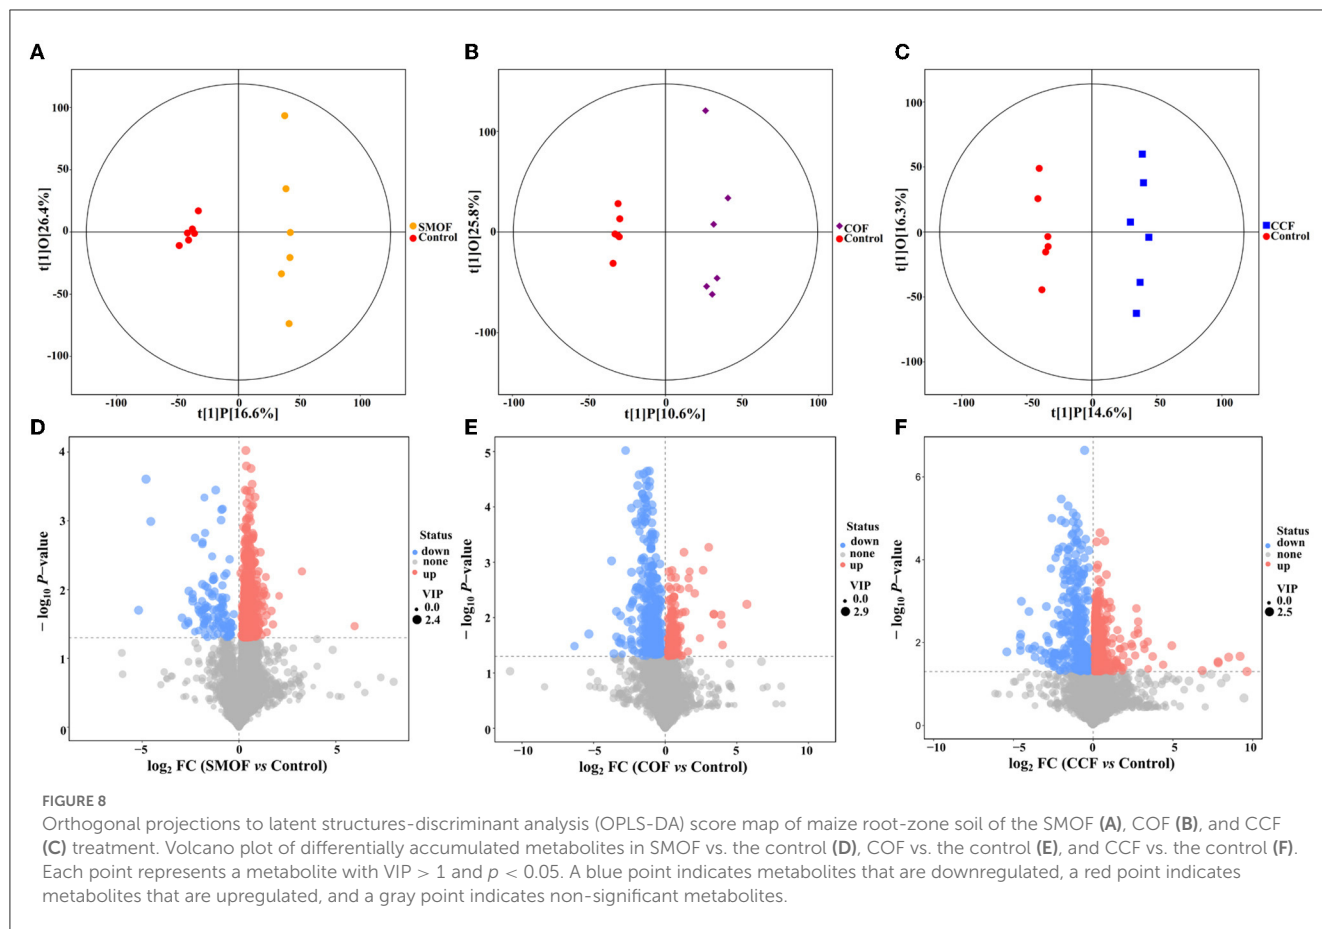 A
B
C
100
50
0
-50
-100
t[1]O[26.4%]
-100
-50
0
50
100
t[1]P[16.6%]
SMOF
Control
100
0
-100
t[1]O[25.8%]
-100
-50
0
50
100
t[1]P[10.6%]
COF
Control
100
50
0
-50
-100
t[1]O[16.3%]
-100
-50
0
50
100
t[1]P[14.6%]
CCF
Control
D
E
F
4
3
2
1
0
− log10 P−value
−5
0
5
log2 FC (SMOF vs Control)
Status
down
none
up
VIP
0.0
2.4
5
4
3
2
1
0
− log10 P−value
−10
−5
0
5
10
log2 FC (COF vs Control)
Status
down
none
up
VIP
0.0
2.9
6
4
2
0
− log10 P−value
−10
−5
0
5
10
log2 FC (CCF vs Control)
Status
down
none
up
VIP
0.0
2.5
FIGURE 8
Orthogonal projections to latent structures-discriminant analysis (OPLS-DA) score map of maize root-zone soil of the SMOF (A), COF (B), and CCF
(C) treatment. Volcano plot of differentially accumulated metabolites in SMOF vs. the control (D), COF vs. the control (E), and CCF vs. the control (F).
Each point represents a metabolite with VIP > 1 and p < 0.05. A blue point indicates metabolites that are downregulated, a red point indicates
metabolites that are upregulated, and a gray point indicates non-significant metabolites.